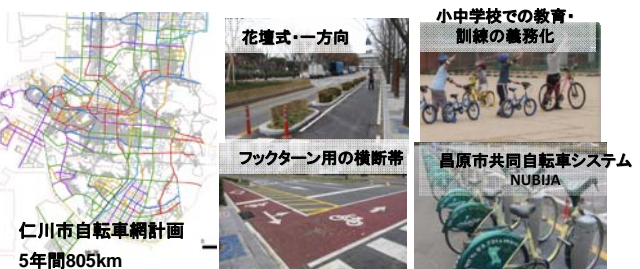 仁川市自転車網計画
5年間805km
花壇式・一方向
フックターン用の横断帯
小中学校での教育・
訓練の義務化
昌原市共同自転車システム
NUBIJA